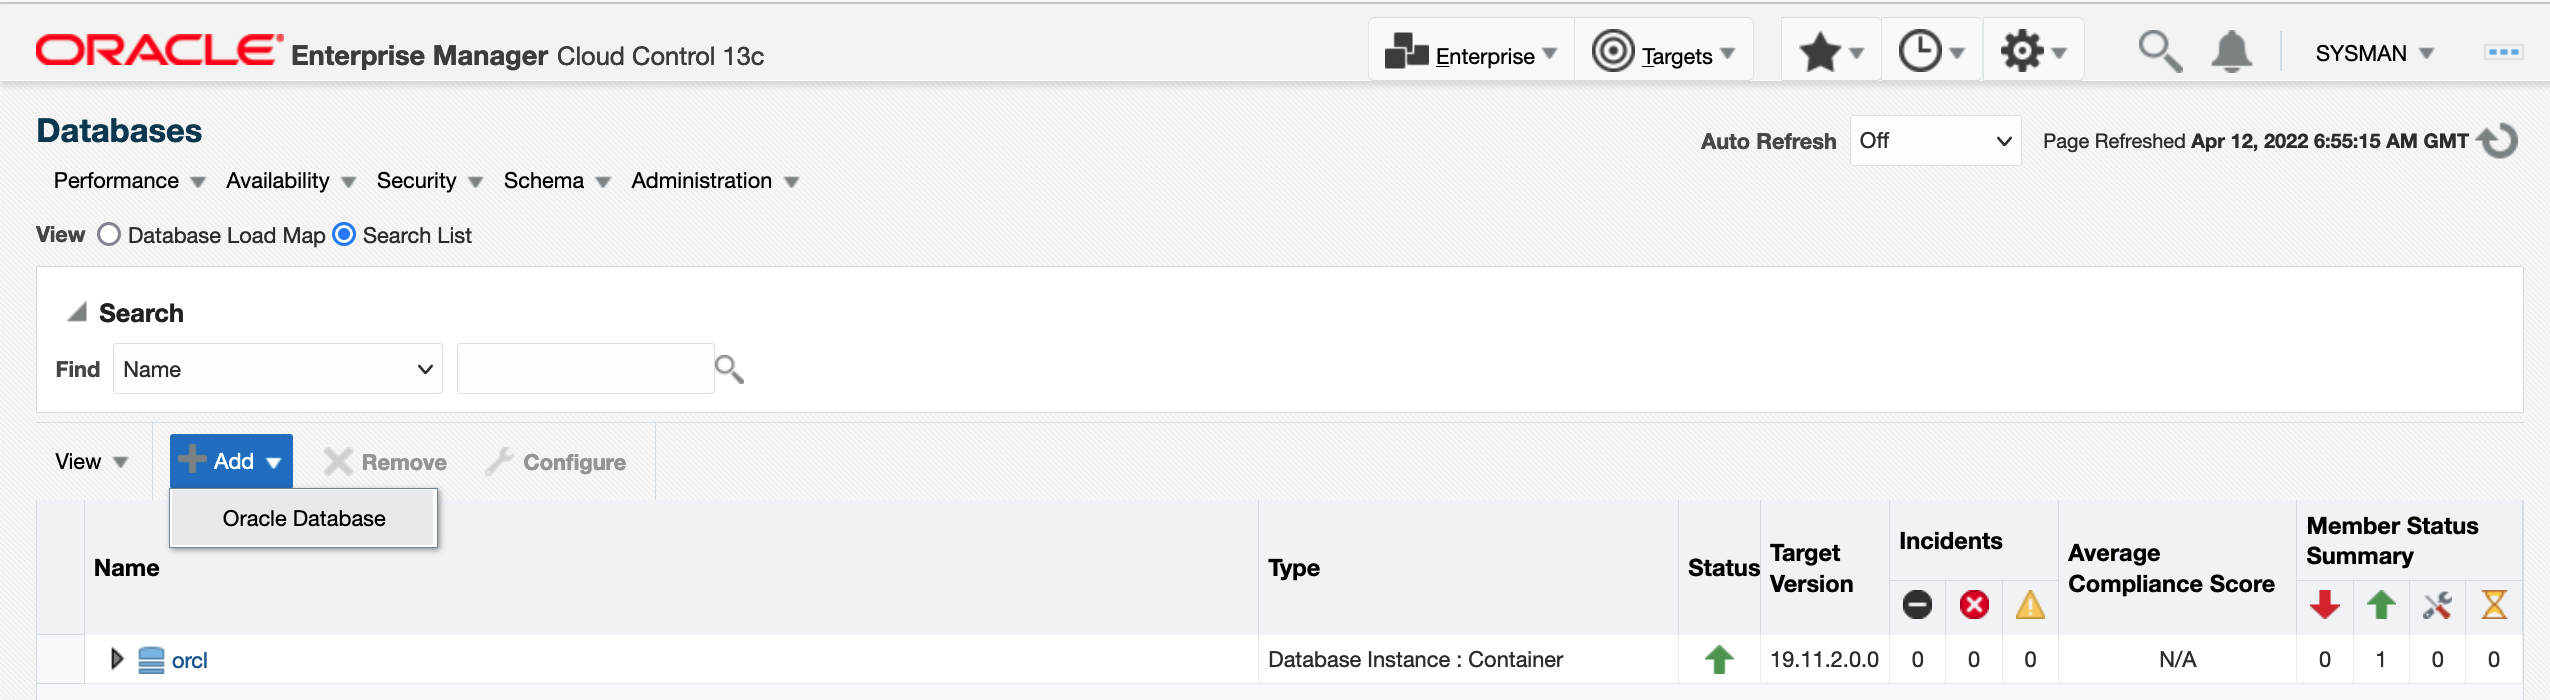 ORACLE Enterprise Manager Cloud Control 13c
Enterprise Targets SYSMAN
Databases
Auto Refresh Off Page Refreshed Apr 12, 2022 6:55:15 AM GMT
Performance Availability Security Schema Administration
View Database Load Map Search List
Search
Find Name
View Add Remove Configure
Oracle Database
Name Type Status Target Version Incidents Average Compliance Score Member Status Summary
orcl Database Instance : Container 19.11.2.0.0 0 0 0 N/A 0 1 0 0